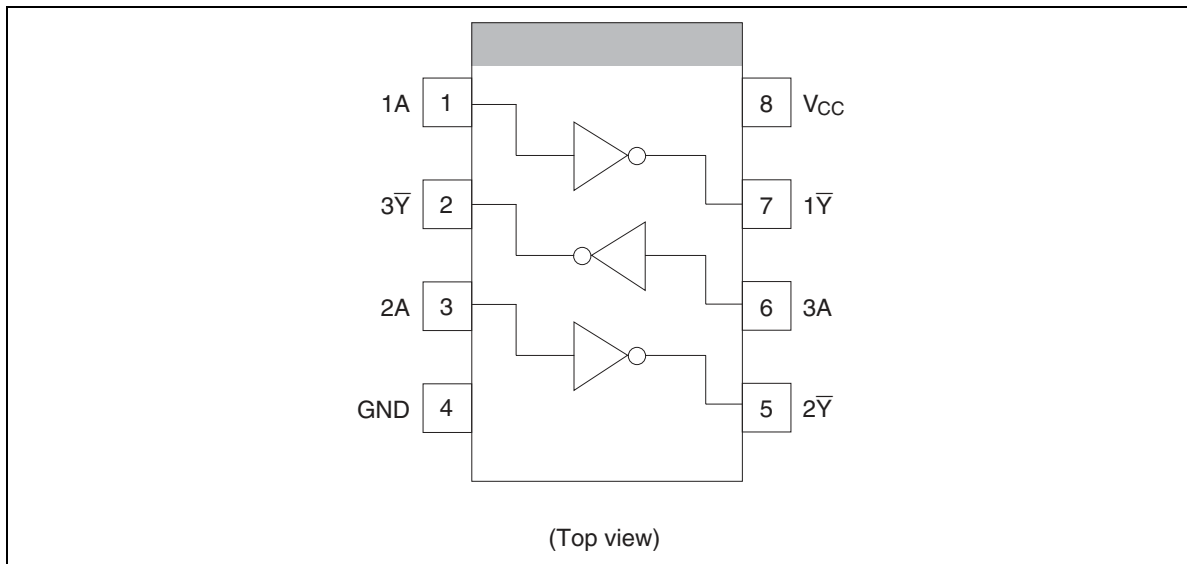 1A 1 8 VCC
3Y̅ 2 7 1Y̅
2A 3 6 3A
GND 4 5 2Y̅
(Top view)